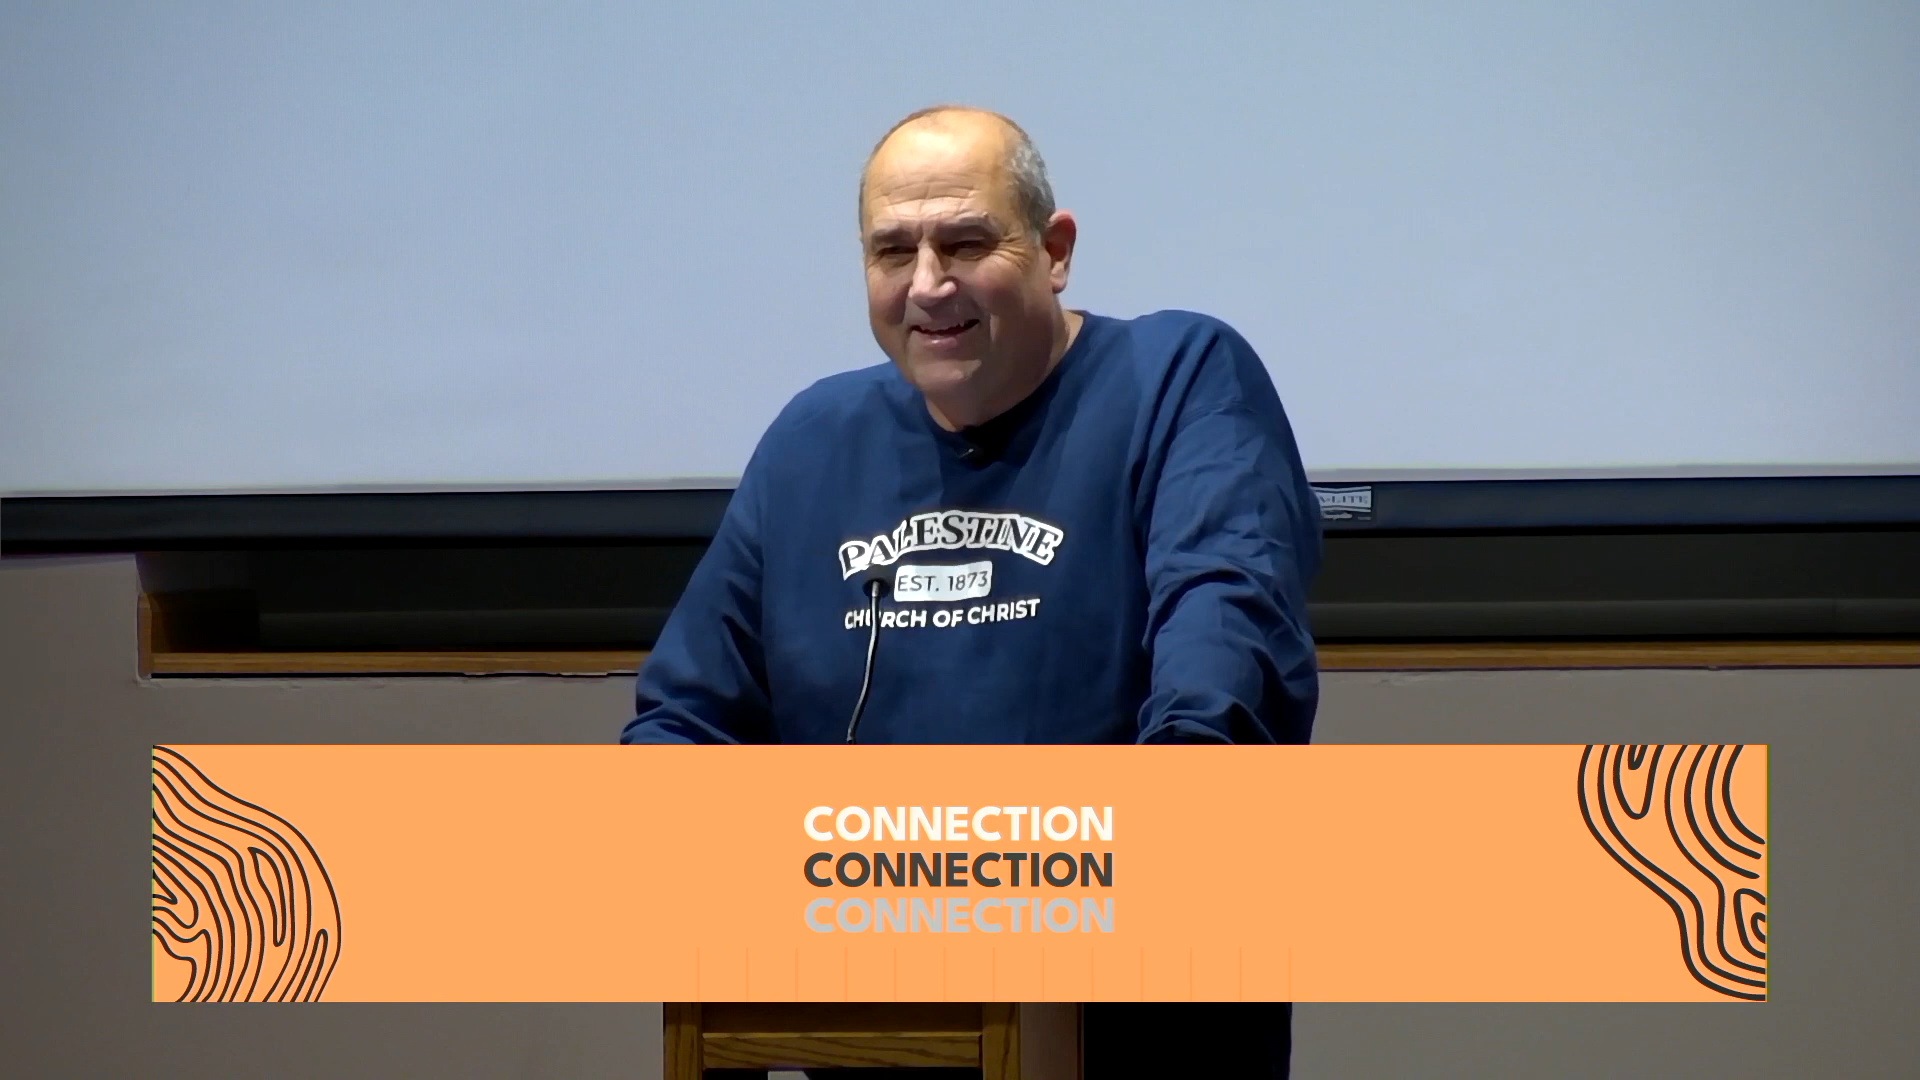 PALESTINE
EST. 1873
CHURCH OF CHRIST
CONNECTION
CONNECTION
CONNECTION